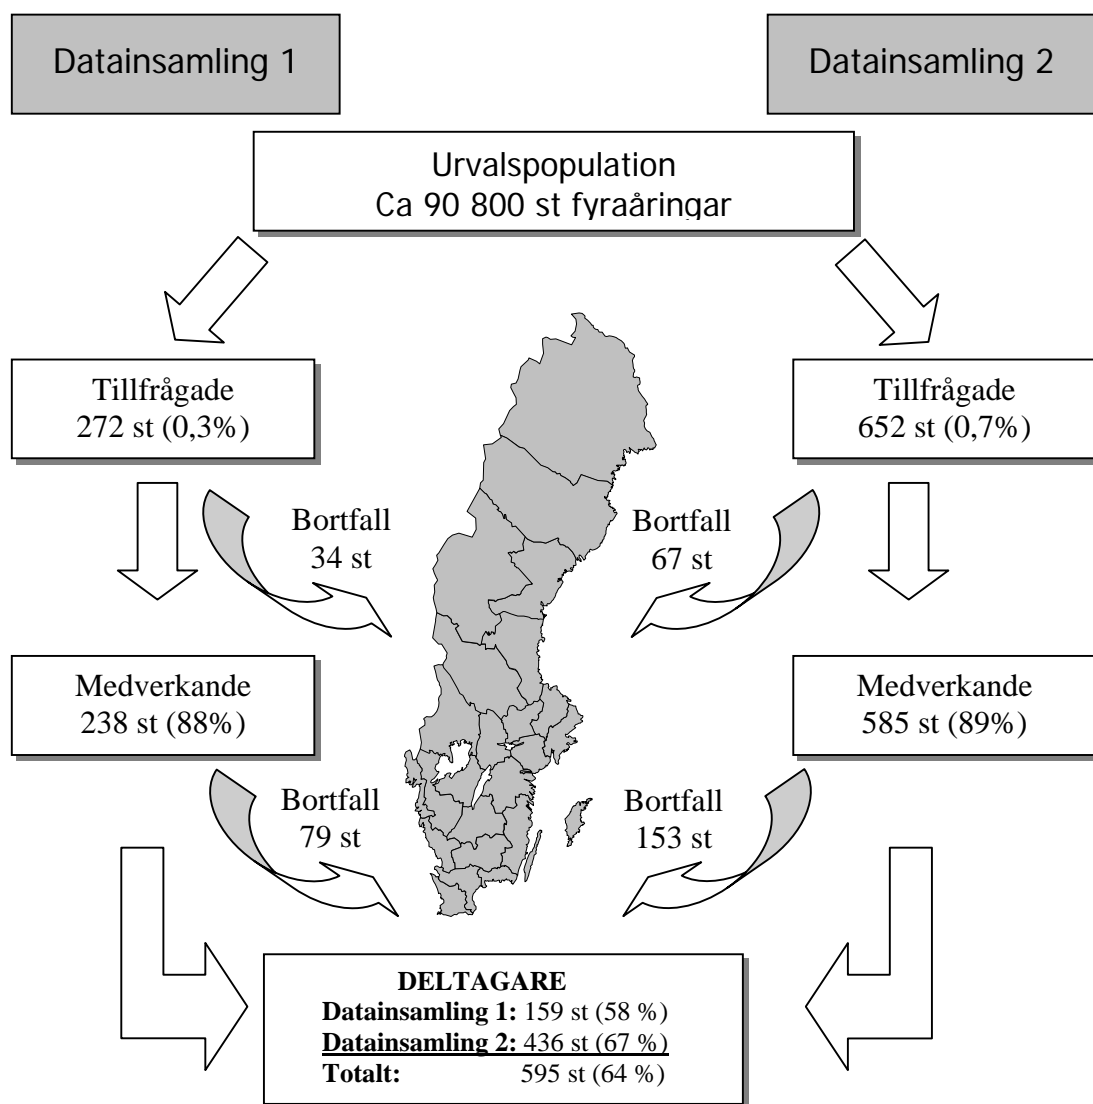 Datainsamling 1
Datainsamling 2
Urvalspopulation
Ca 90 800 st fyraåringar
Tillfrågade
272 st (0,3%)
Tillfrågade
652 st (0,7%)
Bortfall
34 st
Bortfall
67 st
Medverkande
238 st (88%)
Medverkande
585 st (89%)
Bortfall
79 st
Bortfall
153 st
DELTAGARE
Datainsamling 1: 159 st (58 %)
Datainsamling 2: 436 st (67 %)
Totalt: 595 st (64 %)